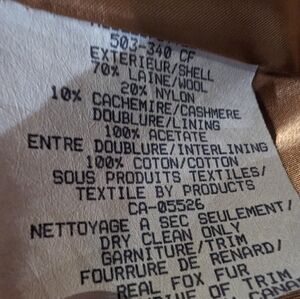 503-340 CF
EXTERIEUR/SHELL
70% LAINE/WOOL
20% NYLON
10% CACHEMIRE/CASHMERE
DOUBLURE/LINING
100% ACETATE
ENTRE DOUBLURE/INTERLINING
100% COTON/COTTON
SOUS PRODUITS TEXTILES/
TEXTILE BY PRODUCTS
CA-05526
NETTOYAGE A SEC SEULEMENT/
DRY CLEAN ONLY
GARNITURE/TRIM
FOURRURE DE RENARD/
REAL FOX FUR
OF TRIM